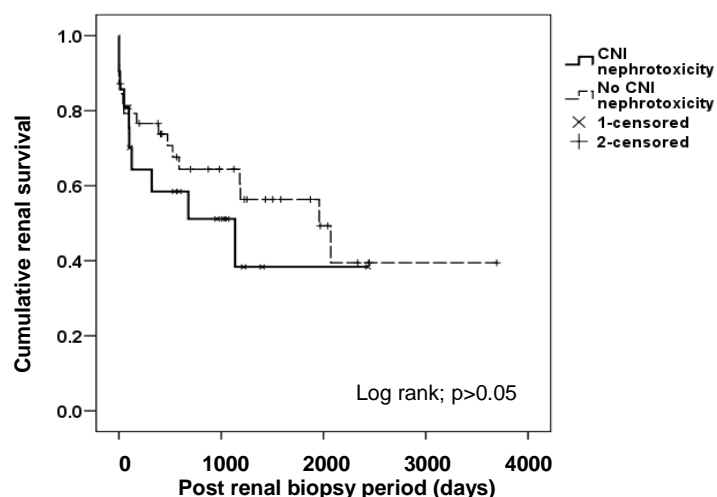 1.0
0.8
0.6
0.4
0.2
0.0
Cumulative renal survival
CNI
nephrotoxicity
No CNI
nephrotoxicity
1-censored
2-censored
Log rank; p>0.05
0 1000 2000 3000 4000
Post renal biopsy period (days)